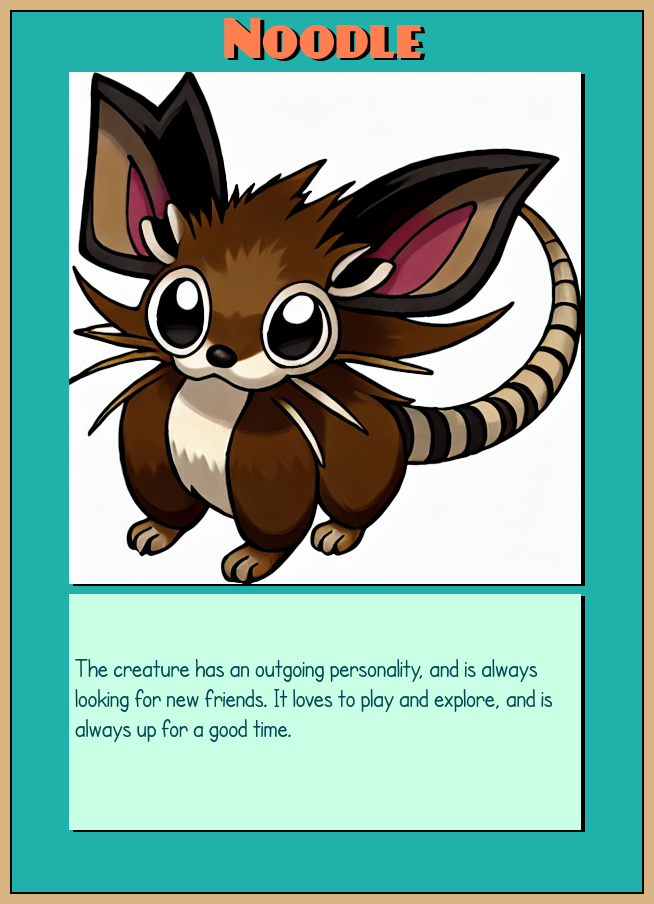 Noodle
The creature has an outgoing personality, and is always
looking for new friends. It loves to play and explore, and is
always up for a good time.